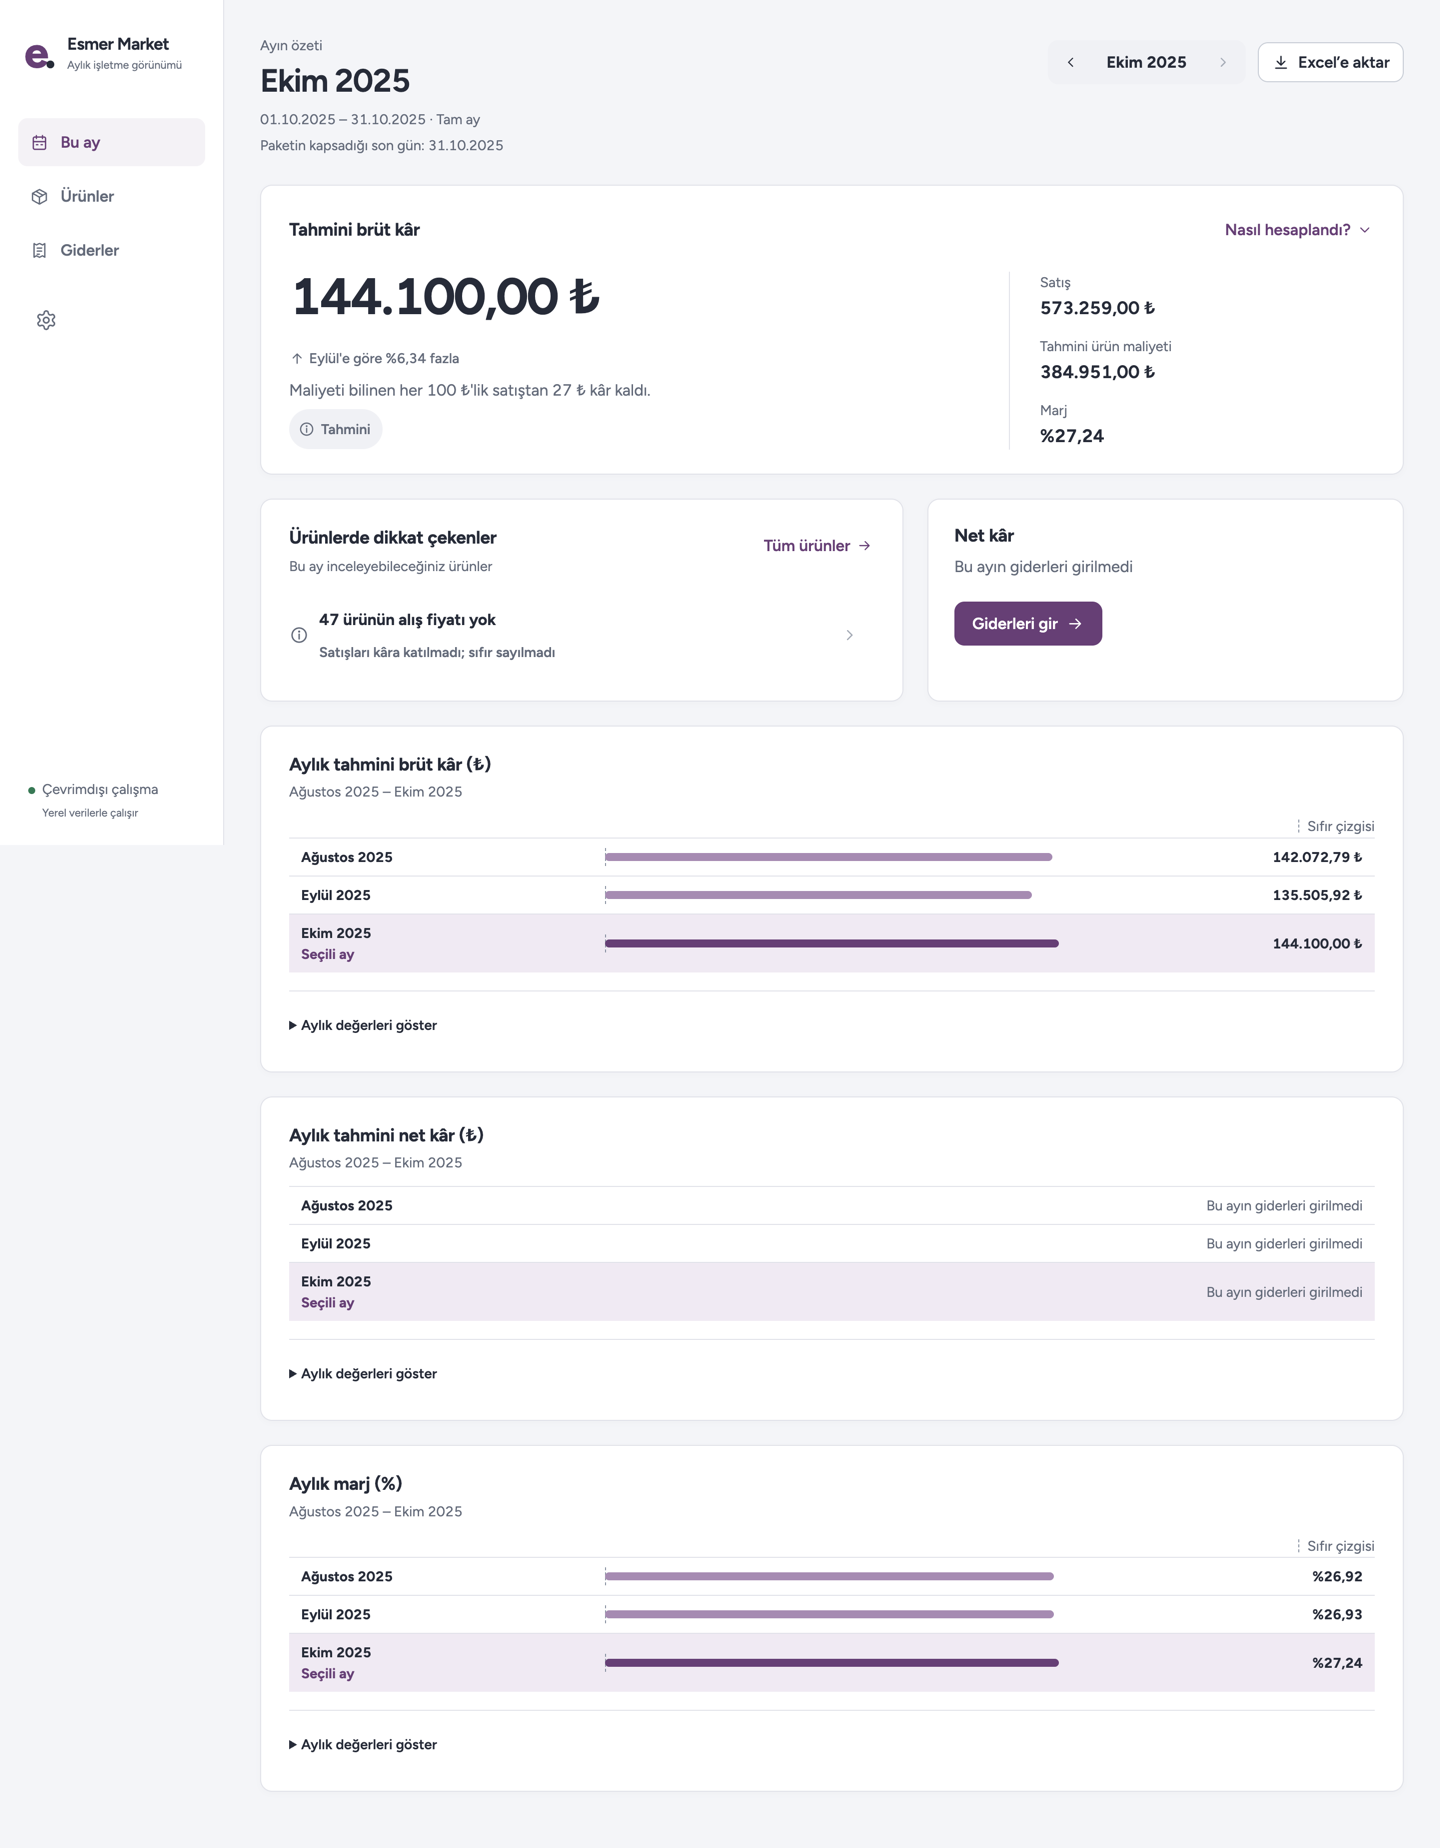 e.
Esmer Market
Aylık işletme görünümü
Bu ay
Ürünler
Giderler
Çevrimdışı çalışma
Yerel verilerle çalışır
Ayın özeti
Ekim 2025
01.10.2025 – 31.10.2025 · Tam ay
Paketin kapsadığı son gün: 31.10.2025
Ekim 2025
Excel’e aktar
Tahmini brüt kâr
Nasıl hesaplandı?
144.100,00 ₺
↑ Eylül'e göre %6,34 fazla
Maliyeti bilinen her 100 ₺'lik satıştan 27 ₺ kâr kaldı.
Tahmini
Satış
573.259,00 ₺
Tahmini ürün maliyeti
384.951,00 ₺
Marj
%27,24
Ürünlerde dikkat çekenler
Bu ay inceleyebileceğiniz ürünler
Tüm ürünler →
47 ürünün alış fiyatı yok
Satışları kâra katılmadı; sıfır sayılmadı
Net kâr
Bu ayın giderleri girilmedi
Giderleri gir →
Aylık tahmini brüt kâr (₺)
Ağustos 2025 – Ekim 2025
Sıfır çizgisi
Ağustos 2025 142.072,79 ₺
Eylül 2025 135.505,92 ₺
Ekim 2025
Seçili ay
144.100,00 ₺
Aylık değerleri göster
Aylık tahmini net kâr (₺)
Ağustos 2025 – Ekim 2025
Ağustos 2025 Bu ayın giderleri girilmedi
Eylül 2025 Bu ayın giderleri girilmedi
Ekim 2025
Seçili ay
Bu ayın giderleri girilmedi
Aylık değerleri göster
Aylık marj (%)
Ağustos 2025 – Ekim 2025
Sıfır çizgisi
Ağustos 2025 %26,92
Eylül 2025 %26,93
Ekim 2025
Seçili ay
%27,24
Aylık değerleri göster